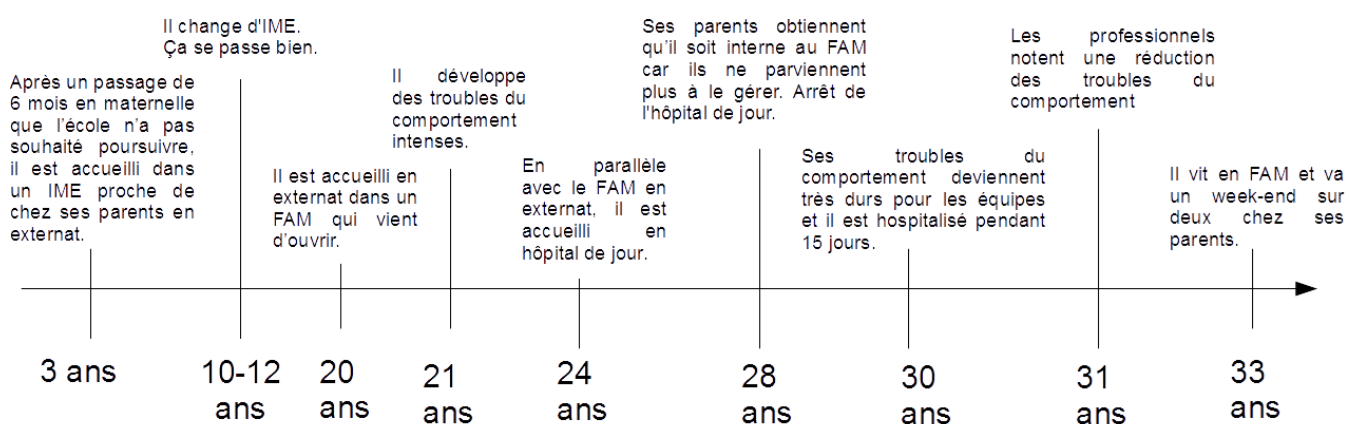 Après un passage de
6 mois en maternelle
que l'école n'a pas
souhaité poursuivre,
il est accueilli dans
un IME proche de
chez ses parents en
externat.
Il change d'IME.
Ça se passe bien.
Il est accueilli en
externat dans un
FAM qui vient
d'ouvrir.
Il développe
des troubles du
comportement
intenses.
En parallèle
avec le FAM en
externat, il est
accueilli en
hôpital de jour.
Ses parents obtiennent
qu'il soit interne au FAM
car ils ne parviennent
plus à le gérer. Arrêt de
l'hôpital de jour.
Ses troubles du
comportement deviennent
très durs pour les équipes
et il est hospitalisé pendant
15 jours.
Les professionnels
notent une réduction
des troubles du
comportement
Il vit en FAM et va
un week-end sur
deux chez ses
parents.
3 ans
10-12
ans
20
ans
21
ans
24
ans
28
ans
30
ans
31
ans
33
ans